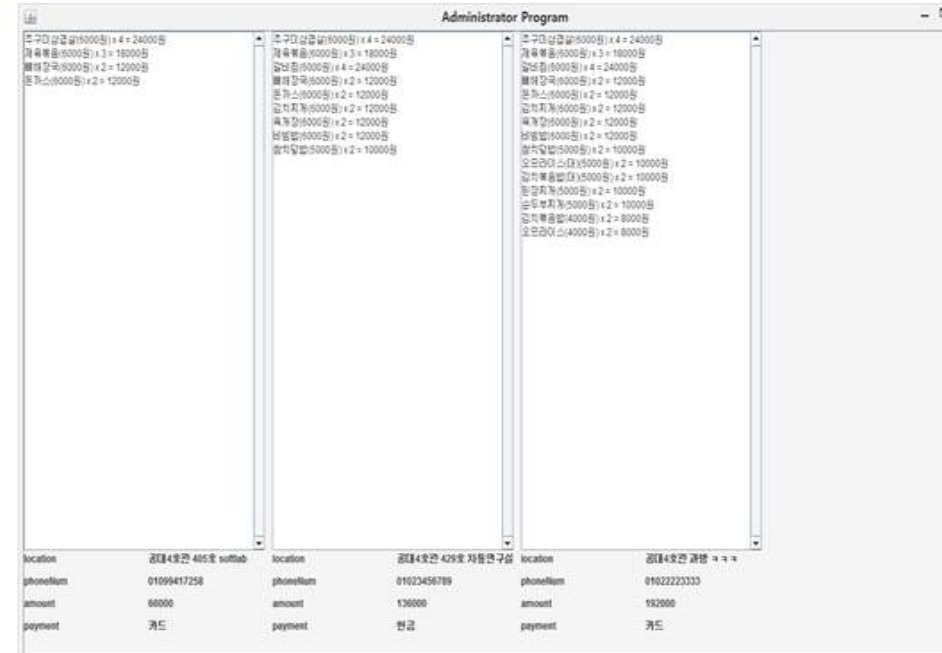 Administrator Program
쭈구미삼겹살(6000원) x 4 = 24000원
제육볶음(6000원) x 3 = 18000원
뼈해장국(6000원) x 2 = 12000원
돈까스(6000원) x 2 = 12000원
location 공대4호관 405호 softlab
phoneNum 01099417258
amount 66000
payment 카드
쭈구미삼겹살(6000원) x 4 = 24000원
제육볶음(6000원) x 3 = 18000원
갈비찜(6000원) x 4 = 24000원
뼈해장국(6000원) x 2 = 12000원
돈까스(6000원) x 2 = 12000원
김치찌개(6000원) x 2 = 12000원
육개장(6000원) x 2 = 12000원
비빔밥(6000원) x 2 = 12000원
참치덮밥(5000원) x 2 = 10000원
location 공대4호관 429호
phoneNum 01023456789
amount 136000
payment 현금
쭈구미삼겹살(6000원) x 4 = 24000원
제육볶음(6000원) x 3 = 18000원
갈비찜(6000원) x 4 = 24000원
뼈해장국(6000원) x 2 = 12000원
돈까스(6000원) x 2 = 12000원
김치찌개(6000원) x 2 = 12000원
육개장(6000원) x 2 = 12000원
비빔밥(6000원) x 2 = 12000원
참치덮밥(5000원) x 2 = 10000원
오므라이스(대)(5000원) x 2 = 10000원
김치볶음밥(대)(5000원) x 2 = 10000원
된장찌개(5000원) x 2 = 10000원
순두부찌개(5000원) x 2 = 10000원
김치볶음밥(4000원) x 2 = 8000원
오므라이스(4000원) x 2 = 8000원
location 공대4호관 과방 ㅋㅋㅋ
phoneNum 01022223333
amount 192000
payment 카드